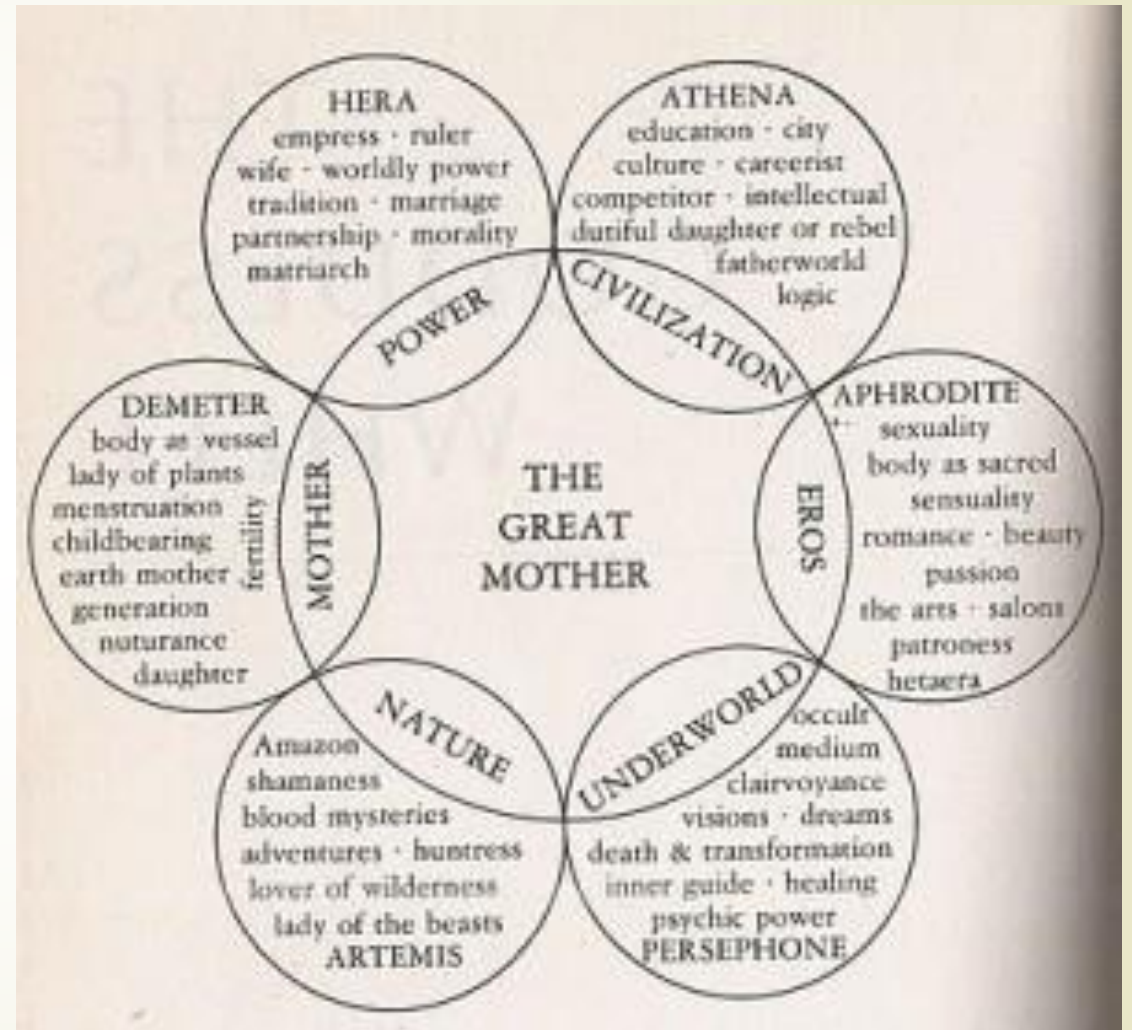 HERA
empress · ruler
wife · worldly power
tradition · marriage
partnership · morality
matriarch
POWER
ATHENA
education · city
culture · careerist
competitor · intellectual
dutiful daughter or rebel
fatherworld
logic
CIVILIZATION
DEMETER
body as vessel
lady of plants
menstruation
childbearing
earth mother
generation
nuturance
daughter
fertility
MOTHER
THE
GREAT
MOTHER
APHRODITE
sexuality
body as sacred
sensuality
romance · beauty
passion
the arts · salons
patroness
hetaera
EROS
NATURE
Amazon
shamaness
blood mysteries
adventures · huntress
lover of wilderness
lady of the beasts
ARTEMIS
UNDERWORLD
occult
medium
clairvoyance
visions · dreams
death & transformation
inner guide · healing
psychic power
PERSEPHONE